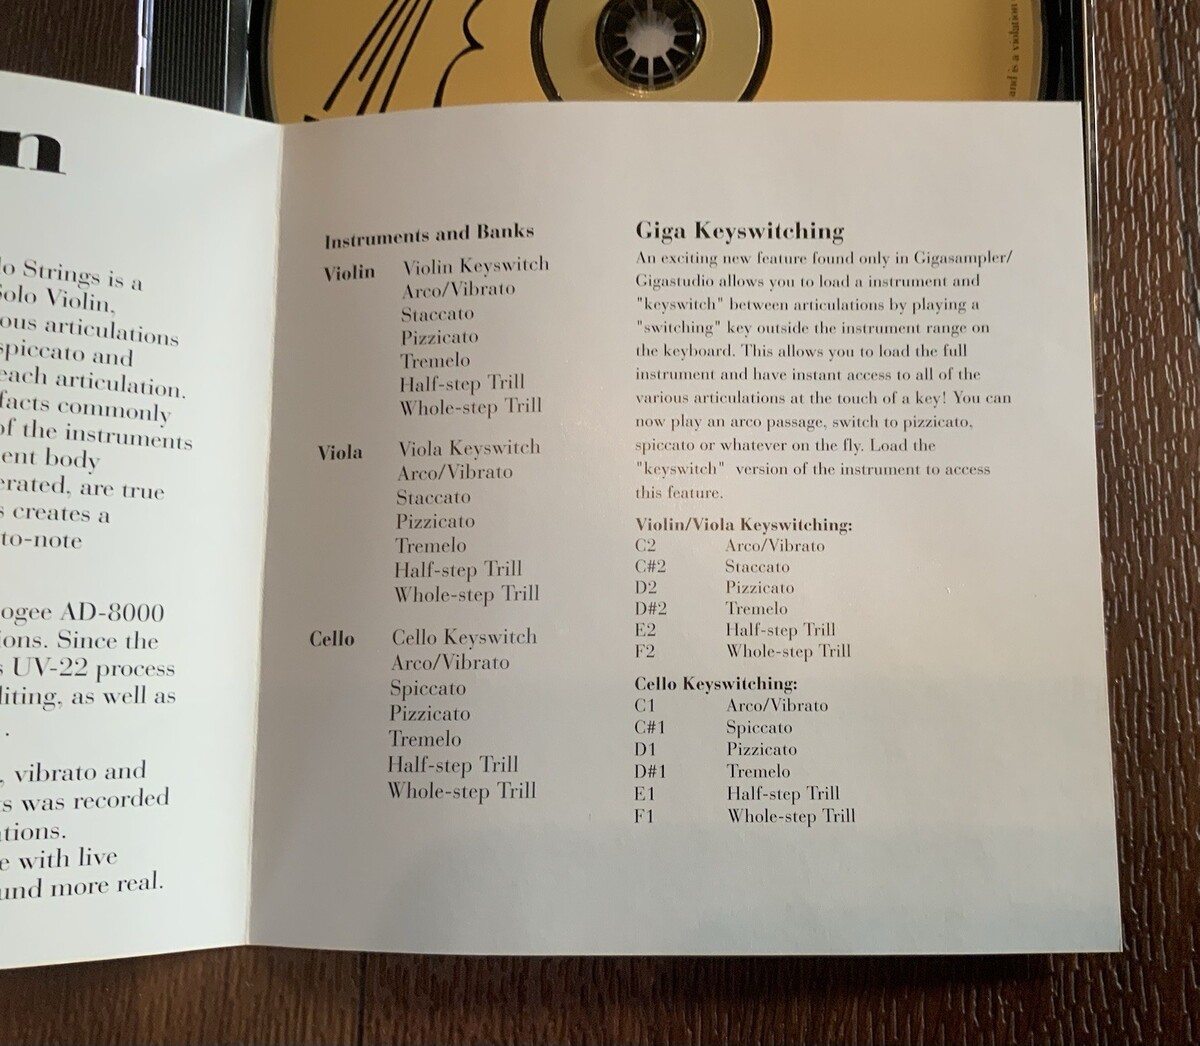 and is a violation
n
lo Strings is a
Solo Violin,
ous articulations
spiccato and
each articulation.
facts commonly
of the instruments
ent body
erated, are true
s creates a
to-note
ogee AD-8000
ions. Since the
s UV-22 process
liting, as well as
.
, vibrato and
ts was recorded
tions.
e with live
und more real.
Instruments and Banks
Violin Violin Keyswitch
Arco/Vibrato
Staccato
Pizzicato
Tremelo
Half-step Trill
Whole-step Trill
Viola Viola Keyswitch
Arco/Vibrato
Staccato
Pizzicato
Tremelo
Half-step Trill
Whole-step Trill
Cello Cello Keyswitch
Arco/Vibrato
Spiccato
Pizzicato
Tremelo
Half-step Trill
Whole-step Trill
Giga Keyswitching
An exciting new feature found only in Gigasampler/
Gigastudio allows you to load a instrument and
"keyswitch" between articulations by playing a
"switching" key outside the instrument range on
the keyboard. This allows you to load the full
instrument and have instant access to all of the
various articulations at the touch of a key! You can
now play an arco passage, switch to pizzicato,
spiccato or whatever on the fly. Load the
"keyswitch" version of the instrument to access
this feature.
Violin/Viola Keyswitching:
C2 Arco/Vibrato
C#2 Staccato
D2 Pizzicato
D#2 Tremelo
E2 Half-step Trill
F2 Whole-step Trill
Cello Keyswitching:
C1 Arco/Vibrato
C#1 Spiccato
D1 Pizzicato
D#1 Tremelo
E1 Half-step Trill
F1 Whole-step Trill